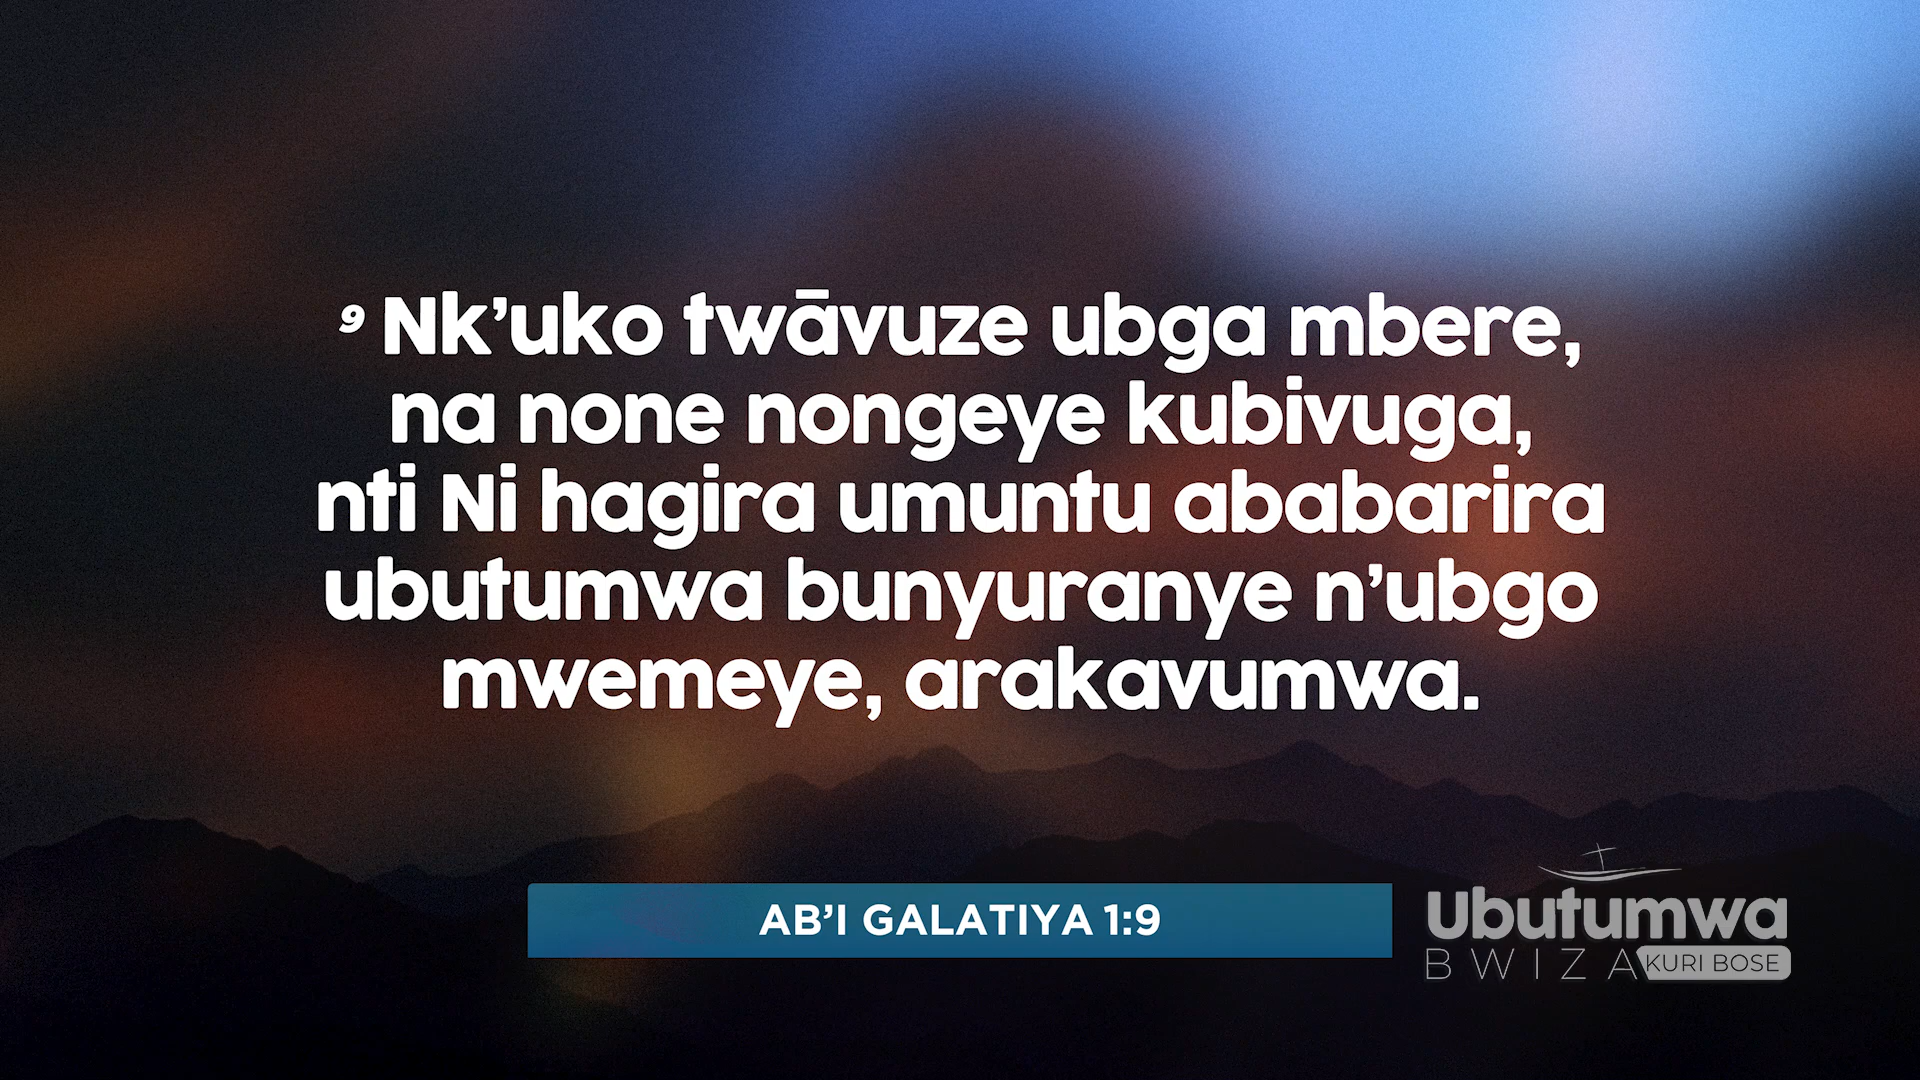 9 Nk’uko twāvuze ubga mbere,
na none nongeye kubivuga,
nti Ni hagira umuntu ababarira
ubutumwa bunyuranye n’ubgo
mwemeye, arakavumwa.
AB’I GALATIYA 1:9
Ubutumwa
BWIZA KURI BOSE